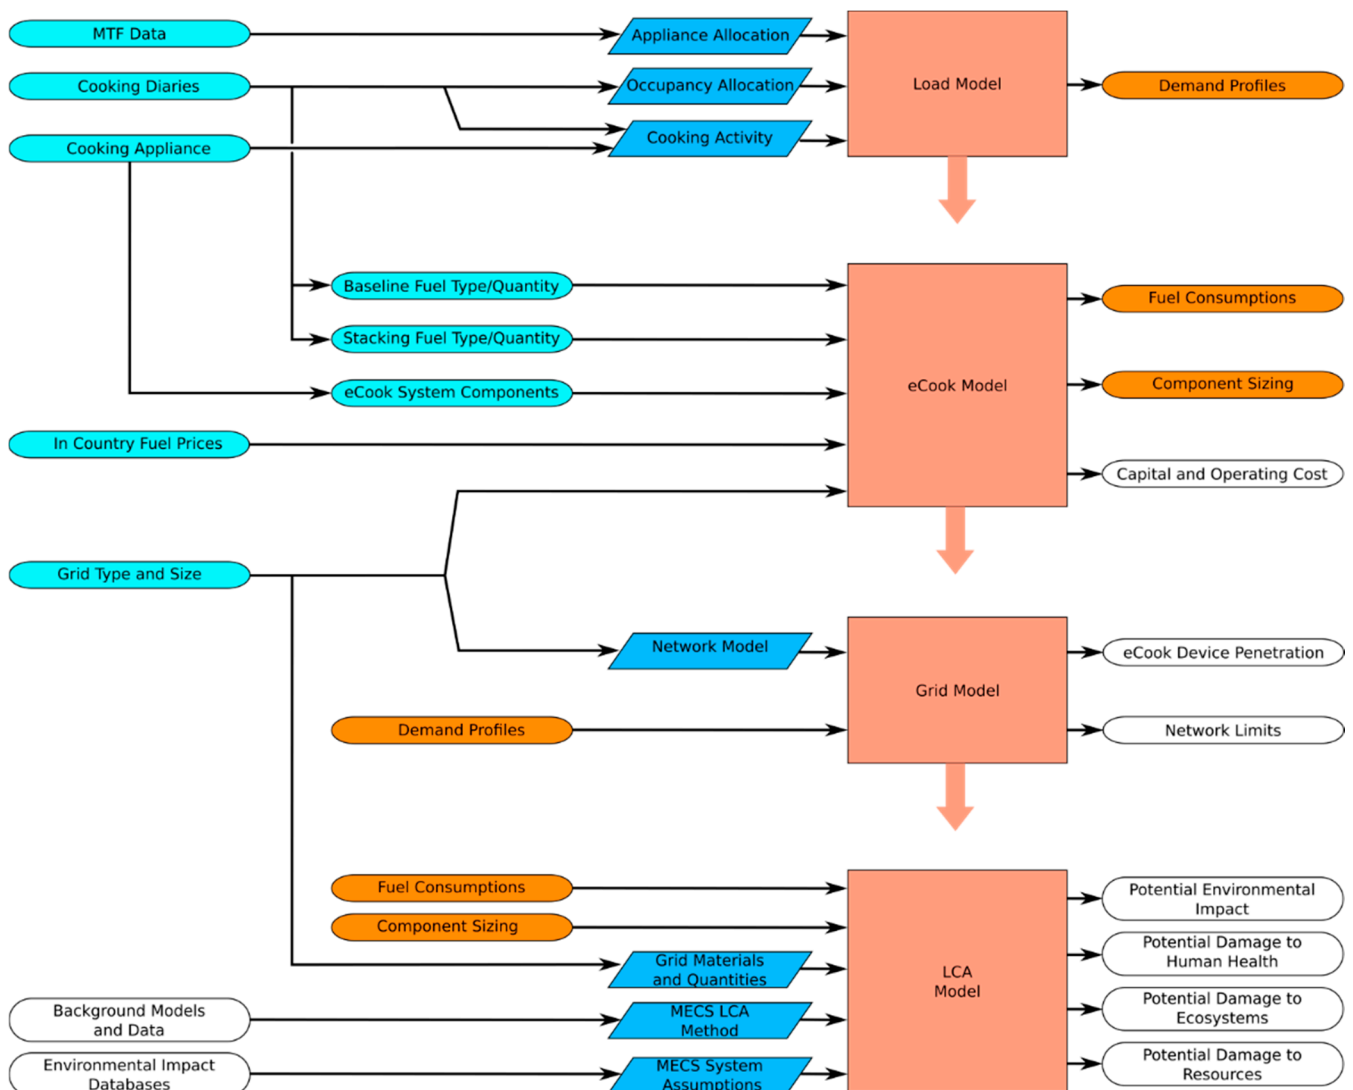 MTF Data
Appliance Allocation
Cooking Diaries
Occupancy Allocation
Load Model
Demand Profiles
Cooking Appliance
Cooking Activity
Baseline Fuel Type/Quantity
Fuel Consumptions
Stacking Fuel Type/Quantity
eCook Model
Component Sizing
eCook System Components
In Country Fuel Prices
Capital and Operating Cost
Grid Type and Size
Network Model
eCook Device Penetration
Grid Model
Demand Profiles
Network Limits
Fuel Consumptions
Potential Environmental
Impact
Component Sizing
Potential Damage to
Human Health
Grid Materials
and Quantities
LCA
Model
Background Models
and Data
MECS LCA
Method
Potential Damage to
Ecosystems
Environmental Impact
Databases
MECS System
Assumptions
Potential Damage to
Resources